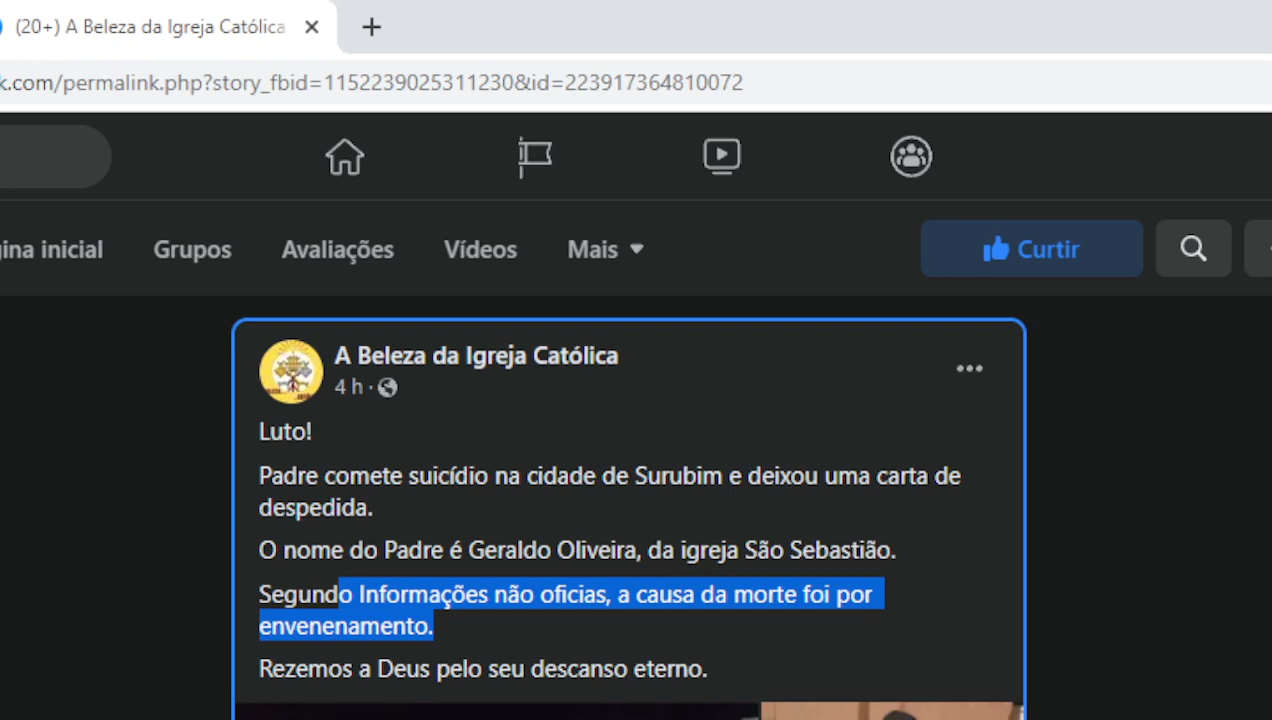 (20+) A Beleza da Igreja Católica
k.com/permalink.php?story_fbid=1152239025311230&id=223917364810072
gina inicial Grupos Avaliações Vídeos Mais Curtir
A Beleza da Igreja Católica
4 h ·
Luto!
Padre comete suicídio na cidade de Surubim e deixou uma carta de
despedida.
O nome do Padre é Geraldo Oliveira, da igreja São Sebastião.
Segundo Informações não oficias, a causa da morte foi por
envenenamento.
Rezemos a Deus pelo seu descanso eterno.